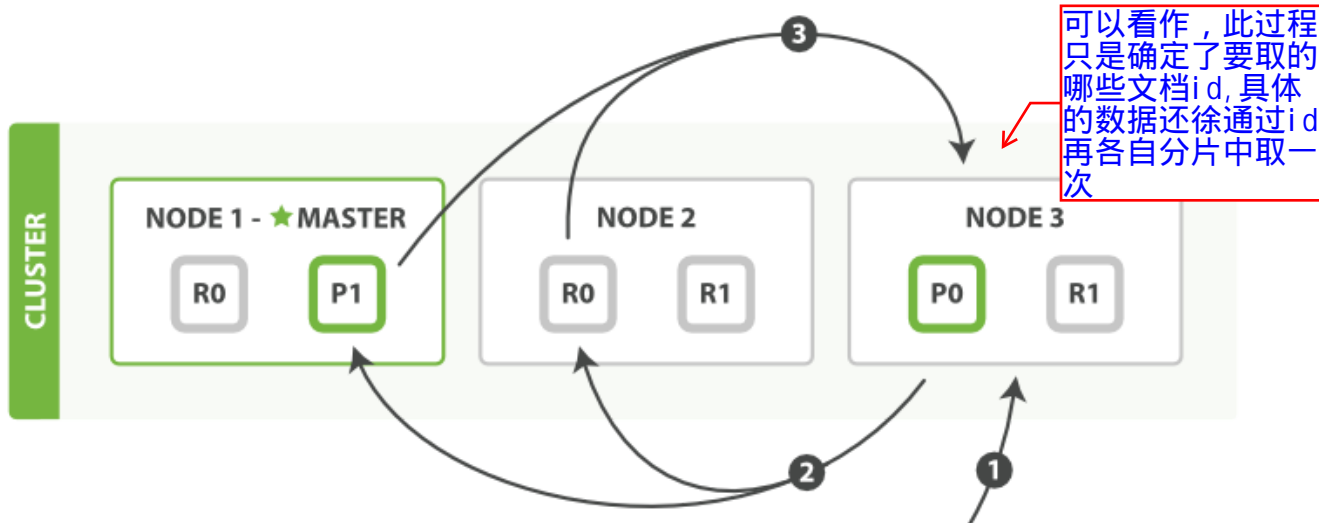 3
可以看作，此过程
只是确定了要取的
哪些文档id,具体
的数据还徐通过id
再各自分片中取一
次
CLUSTER
NODE 1 - ★ MASTER
NODE 2
NODE 3
R0
P1
R0
R1
P0
R1
2
1